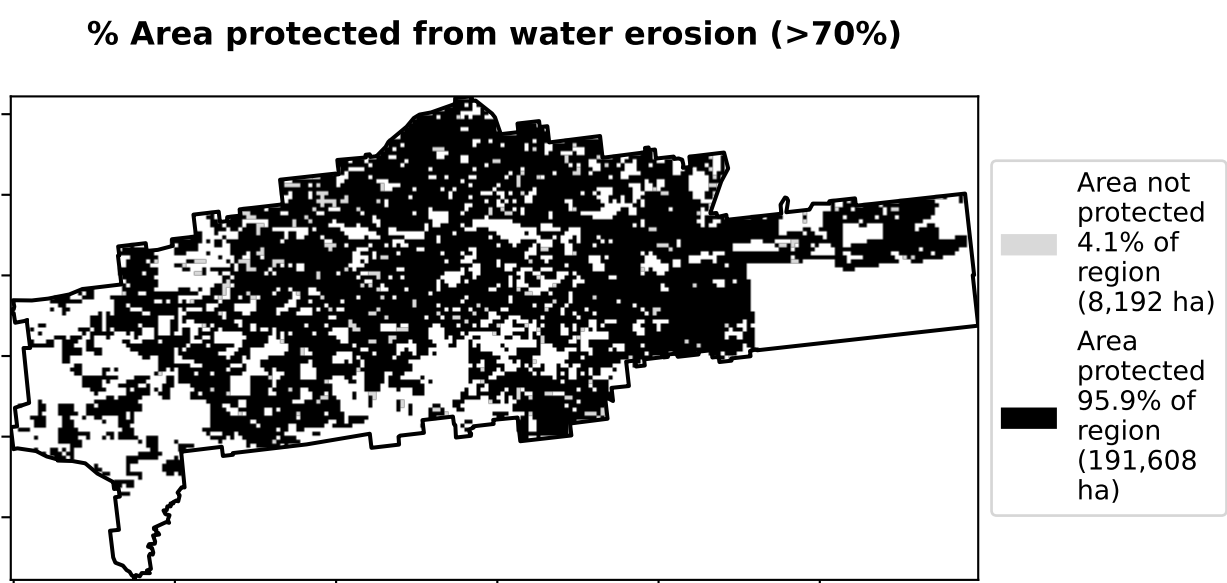 % Area protected from water erosion (>70%)
Area not
protected
4.1% of
region
(8,192 ha)
Area
protected
95.9% of
region
(191,608
ha)